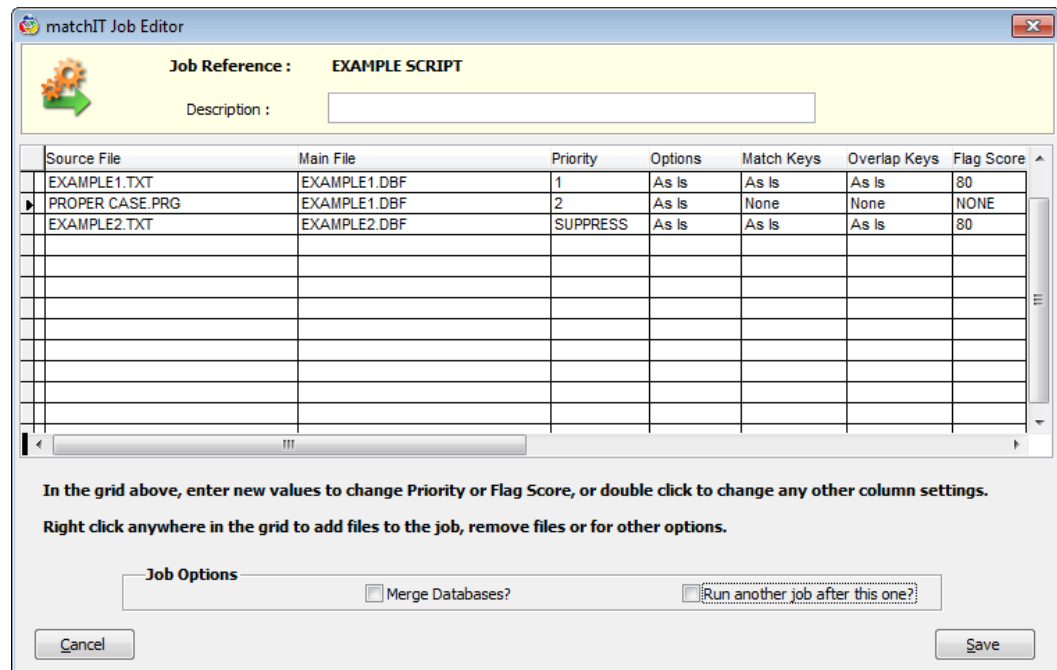 matchIT Job Editor
Job Reference : EXAMPLE SCRIPT
Description :
Source File Main File Priority Options Match Keys Overlap Keys Flag Score
EXAMPLE1.TXT EXAMPLE1.DBF 1 As Is As Is As Is 80
PROPER CASE.PRG EXAMPLE1.DBF 2 As Is None None NONE
EXAMPLE2.TXT EXAMPLE2.DBF SUPPRESS As Is As Is As Is 80
In the grid above, enter new values to change Priority or Flag Score, or double click to change any other column settings.
Right click anywhere in the grid to add files to the job, remove files or for other options.
Job Options
Merge Databases? Run another job after this one?
Cancel Save